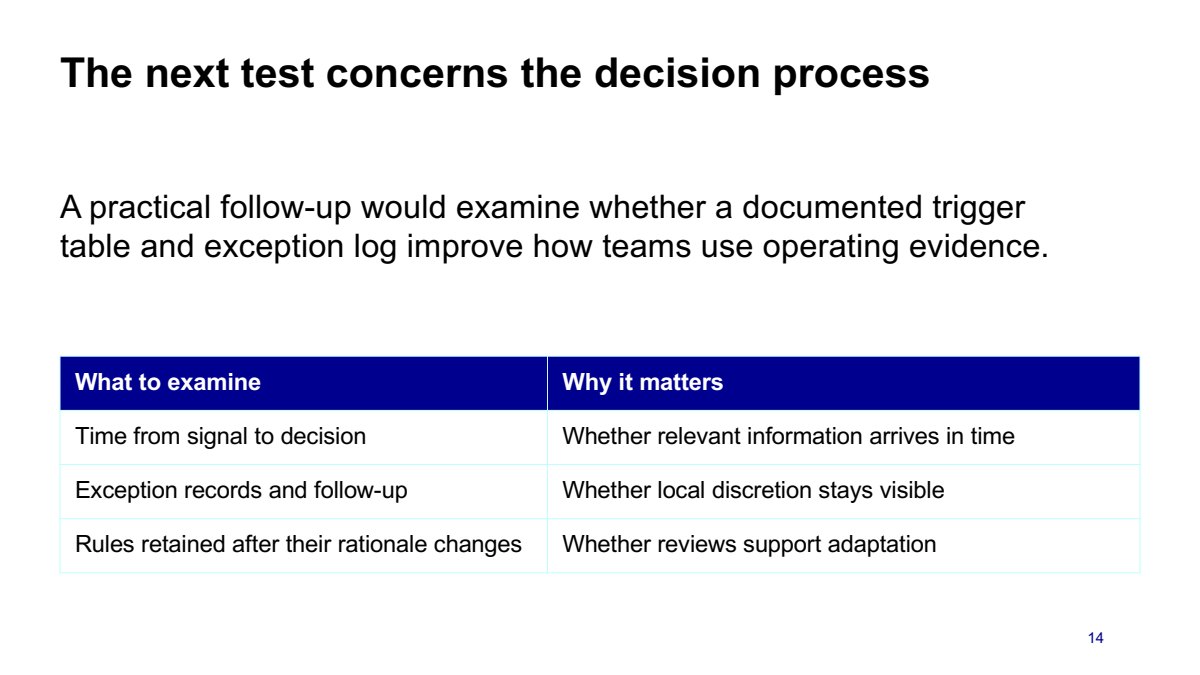 The next test concerns the decision process
A practical follow-up would examine whether a documented trigger
table and exception log improve how teams use operating evidence.
What to examine
Why it matters
Time from signal to decision
Whether relevant information arrives in time
Exception records and follow-up
Whether local discretion stays visible
Rules retained after their rationale changes
Whether reviews support adaptation
14